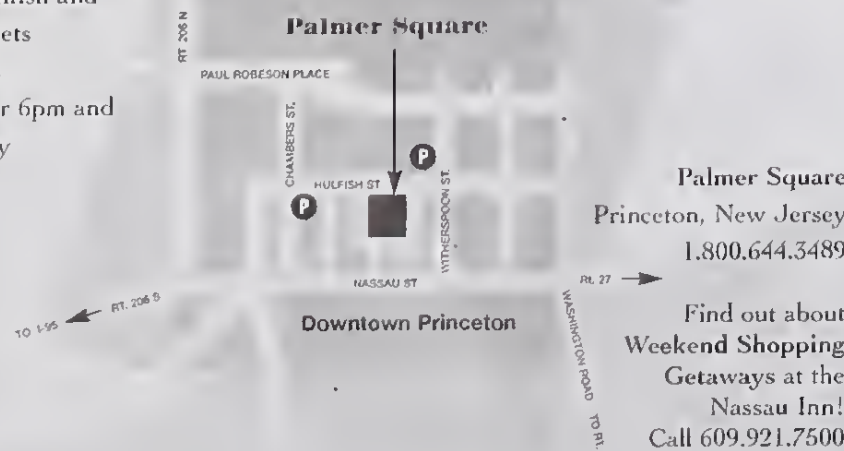 ets
r 6pm and
y
Palmer Square
RT 206 N
PAUL ROBESON PLACE
CHAMBERS ST.
P
HULFISH ST
P
WITHERSPOON ST.
NASSAU ST
Rt. 27
TO I-95
RT. 206 S
Downtown Princeton
WASHINGTON ROAD TO RT.
Palmer Square
Princeton, New Jersey
1.800.644.3489
Find out about
Weekend Shopping
Getaways at the
Nassau Inn!
Call 609.921.7500